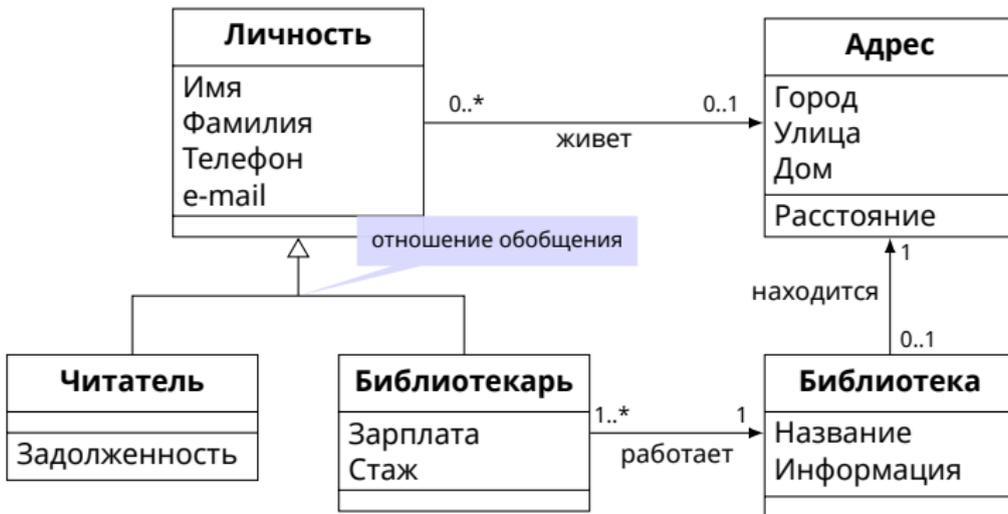 Личность
Имя
Фамилия
Телефон
e-mail
0..*
0..1
живет
Адрес
Город
Улица
Дом
Расстояние
отношение обобщения
1
находится
0..1
Читатель
Задолженность
Библиотекарь
Зарплата
Стаж
1..*
1
работает
Библиотека
Название
Информация